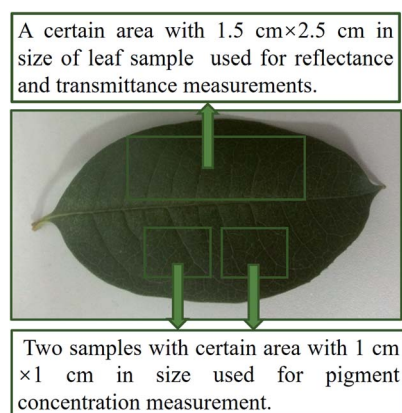 A certain area with 1.5 cm×2.5 cm in
size of leaf sample used for reflectance
and transmittance measurements.
Two samples with certain area with 1 cm
×1 cm in size used for pigment
concentration measurement.